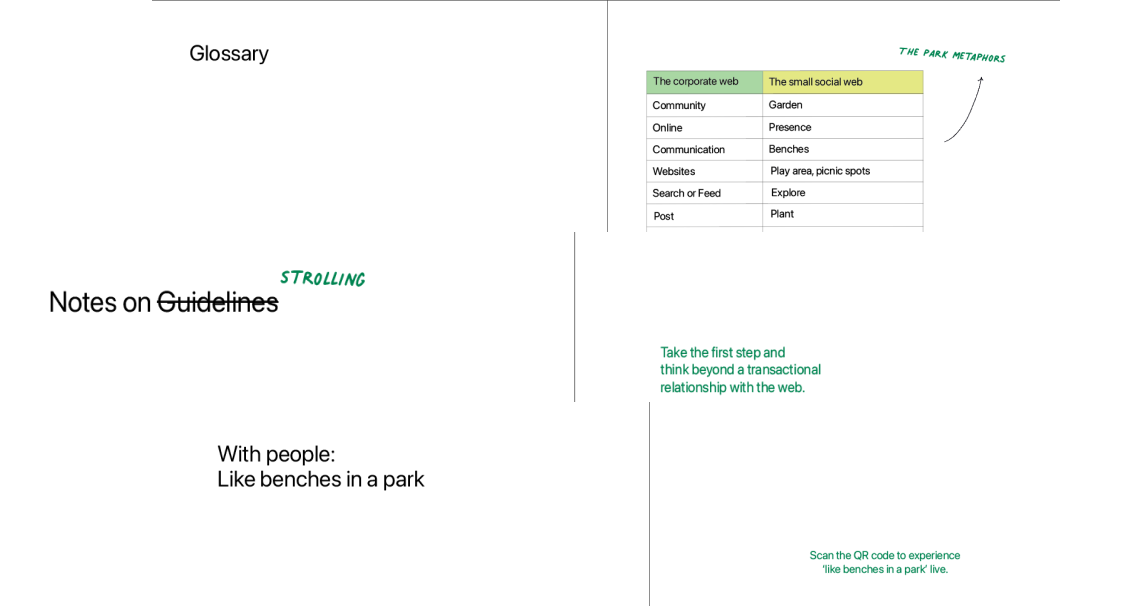 Glossary
THE PARK METAPHORS
The corporate web The small social web
Community Garden
Online Presence
Communication Benches
Websites Play area, picnic spots
Search or Feed Explore
Post Plant
STROLLING
Notes on Guidelines
Take the first step and
think beyond a transactional
relationship with the web.
With people:
Like benches in a park
Scan the QR code to experience
‘like benches in a park’ live.